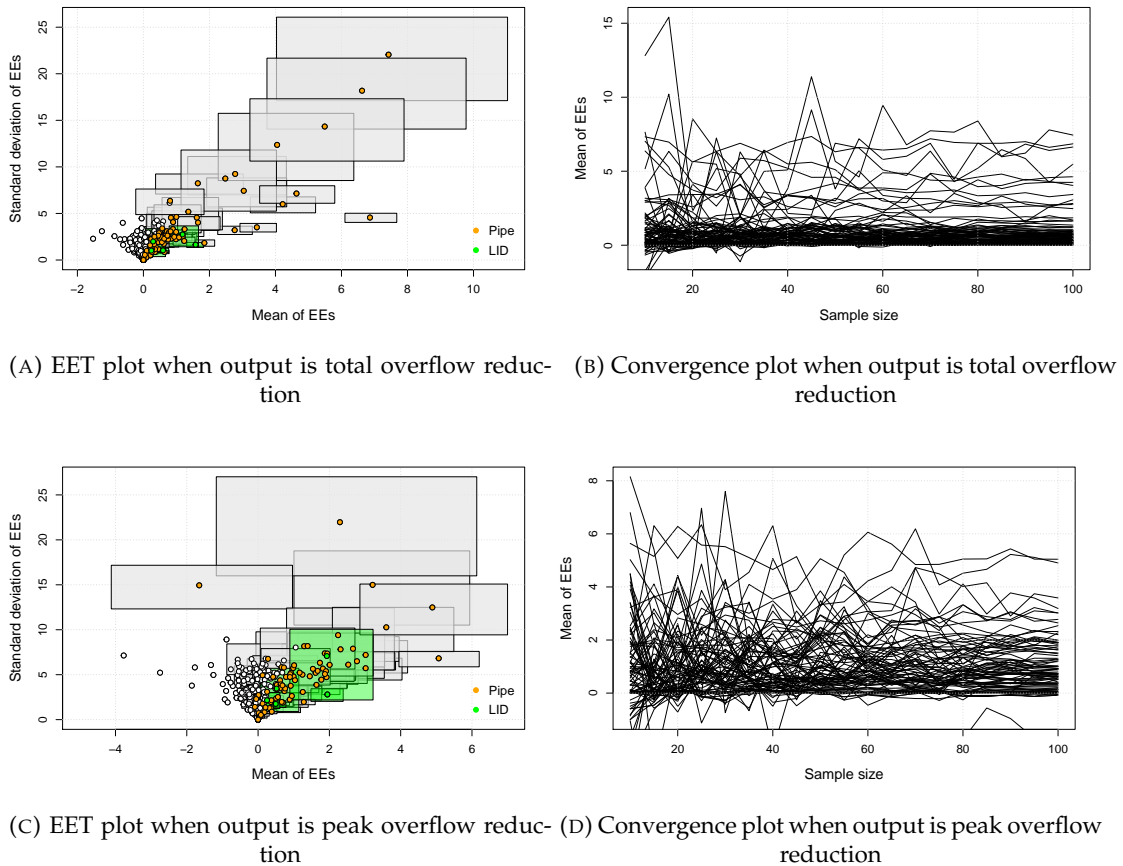 Standard deviation of EEs
25
20
15
10
5
0
Pipe
LID
−2 0 2 4 6 8 10
Mean of EEs
Mean of EEs
15
10
5
0
20 40 60 80 100
Sample size
(A) EET plot when output is total overflow reduc-
tion
(B) Convergence plot when output is total overflow
reduction
Standard deviation of EEs
25
20
15
10
5
0
Pipe
LID
−4 −2 0 2 4 6
Mean of EEs
Mean of EEs
8
6
4
2
0
20 40 60 80 100
Sample size
(C) EET plot when output is peak overflow reduc-
tion
(D) Convergence plot when output is peak overflow
reduction